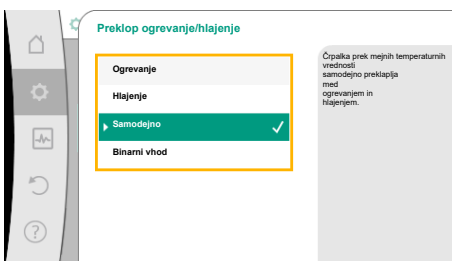 Preklop ogrevanje/hlajenje
Ogrevanje
Hlajenje
Samodejno
Binarni vhod
Črpalka prek mejnih temperaturnih
vrednosti
samodejno preklaplja
med
ogrevanjem in
hlajenjem.
?